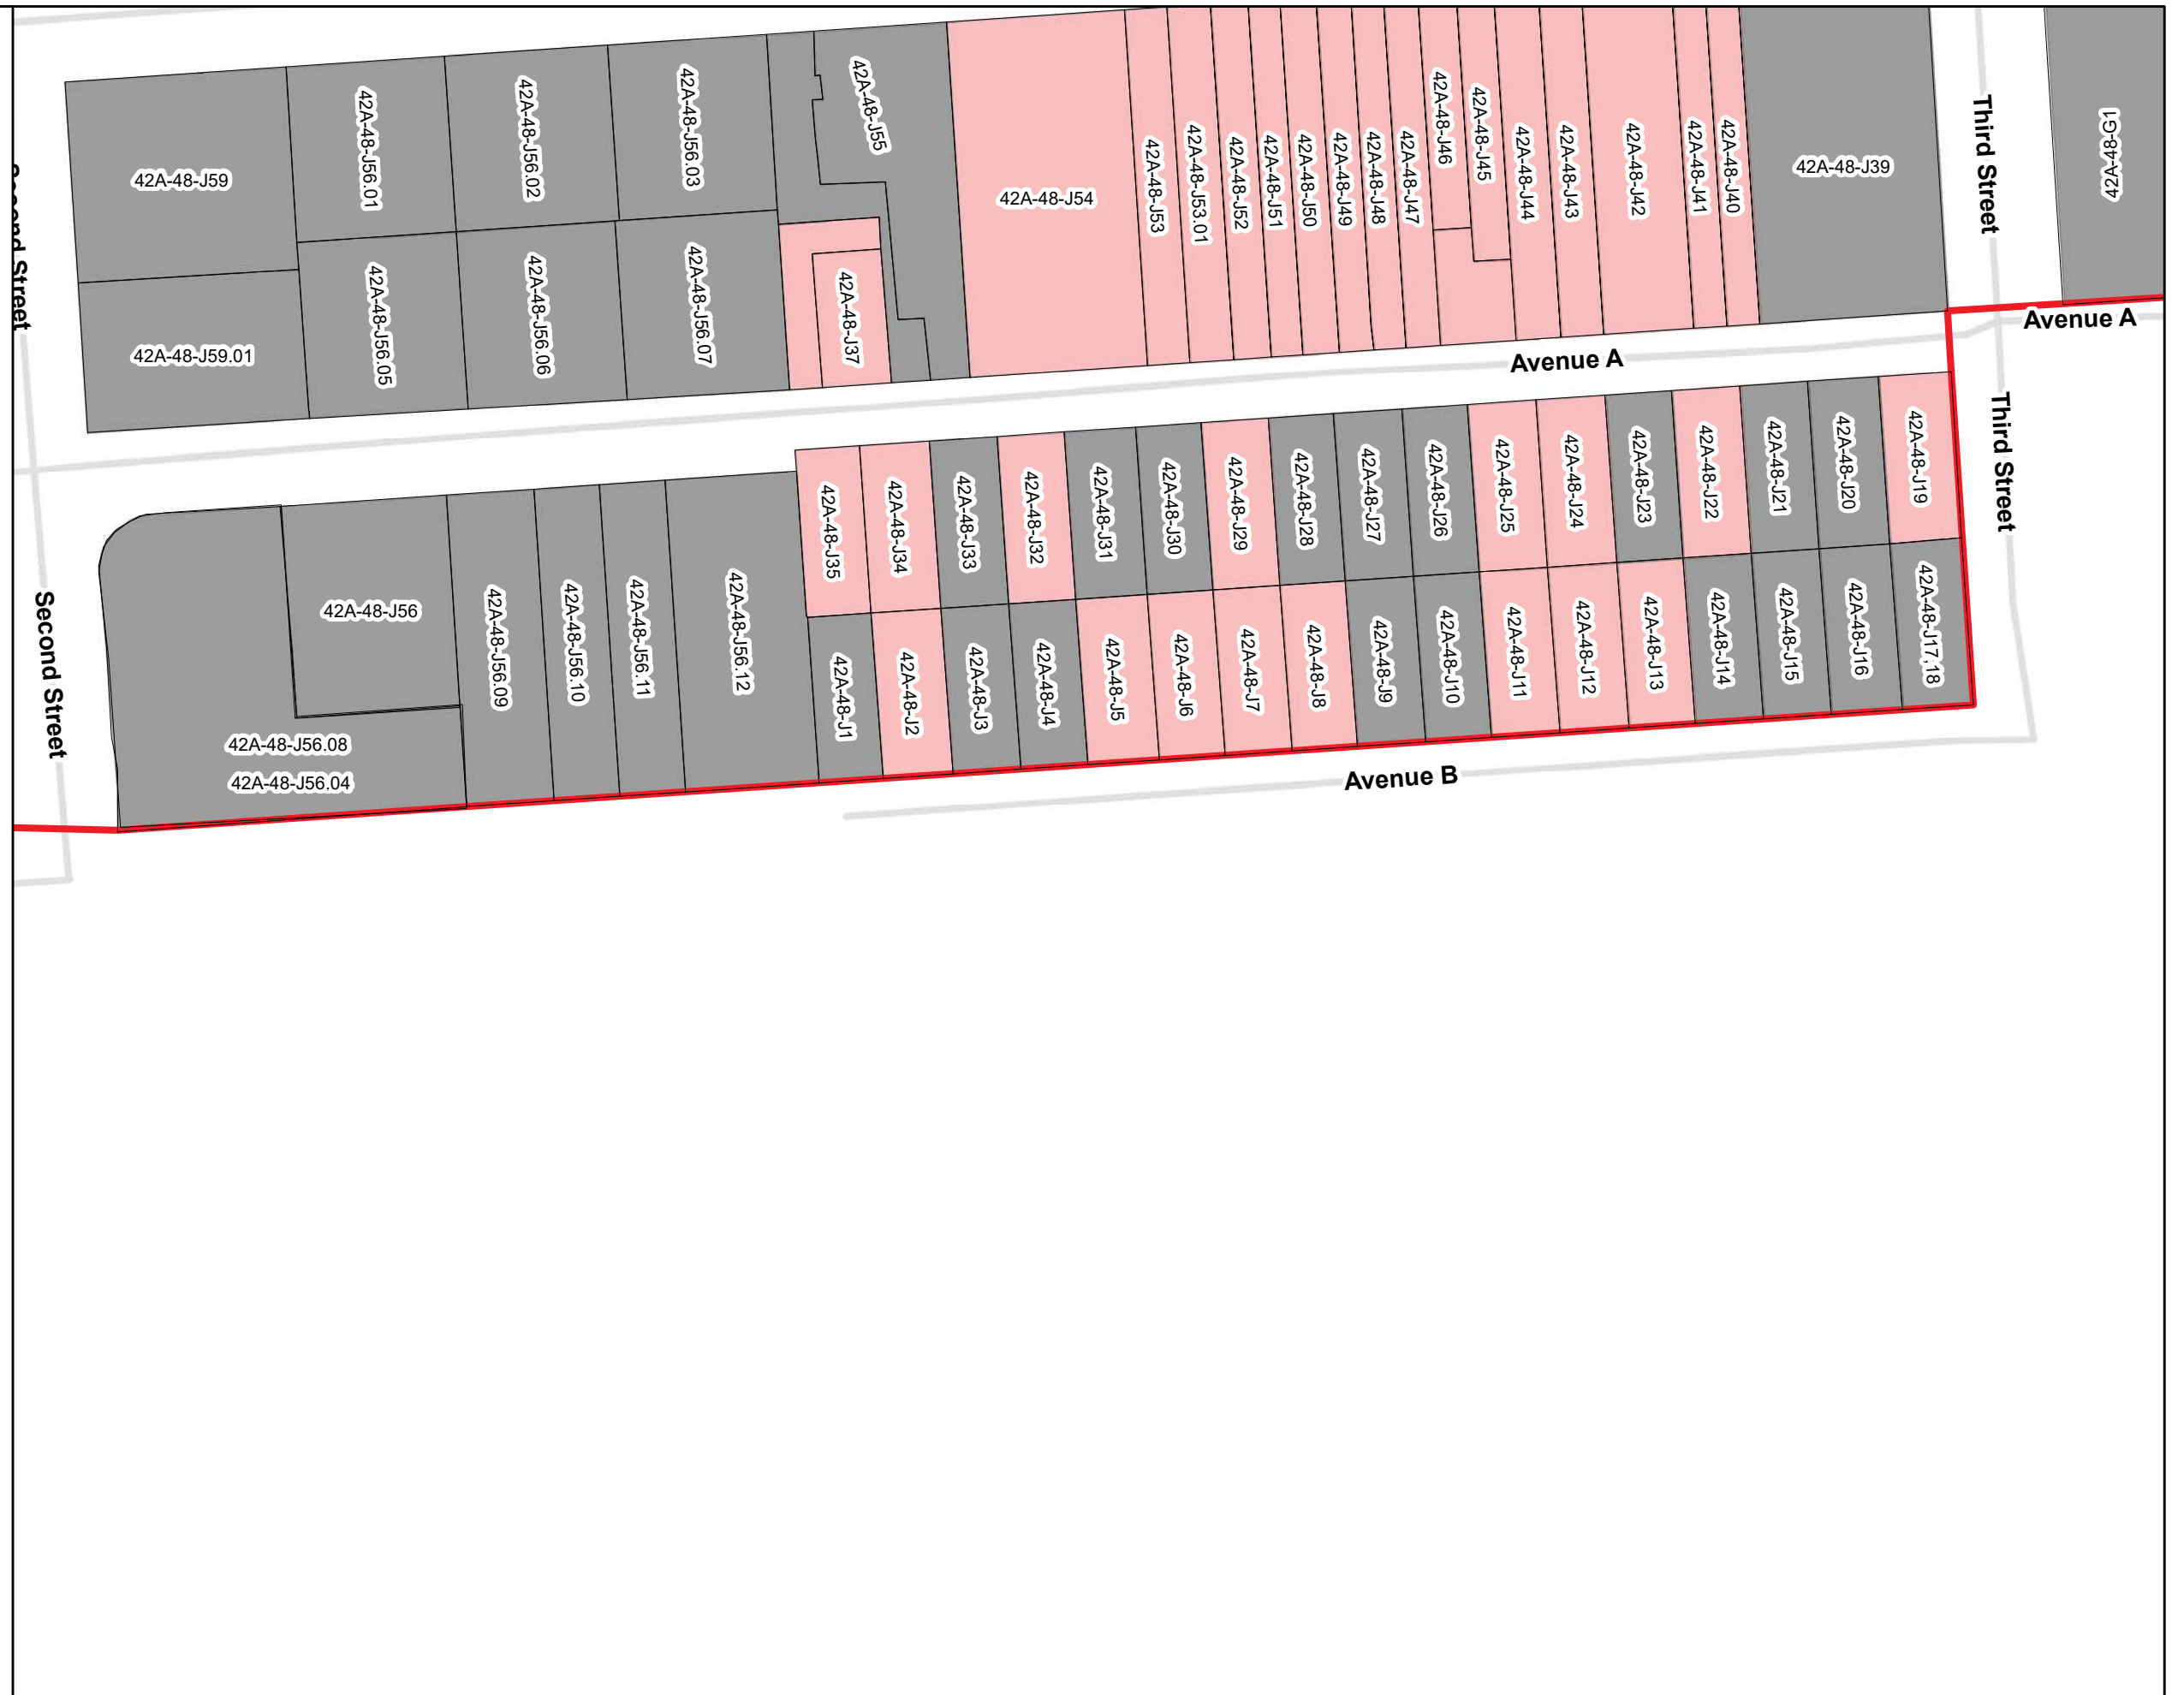 42A-48-J59
42A-48-J56.01
42A-48-J56.02
42A-48-J56.03
42A-48-J55
42A-48-J54
42A-48-J53
42A-48-J53.01
42A-48-J52
42A-48-J51
42A-48-J50
42A-48-J49
42A-48-J48
42A-48-J47
42A-48-J46
42A-48-J45
42A-48-J44
42A-48-J43
42A-48-J42
42A-48-J41
42A-48-J40
42A-48-J39
Third Street
42A-48-G1
Second Street
42A-48-J59.01
42A-48-J56.05
42A-48-J56.06
42A-48-J56.07
42A-48-J37
Avenue A
Avenue A
Third Street
42A-48-J35
42A-48-J34
42A-48-J33
42A-48-J32
42A-48-J31
42A-48-J30
42A-48-J29
42A-48-J28
42A-48-J27
42A-48-J26
42A-48-J25
42A-48-J24
42A-48-J23
42A-48-J22
42A-48-J21
42A-48-J20
42A-48-J19
Second Street
42A-48-J56
42A-48-J56.09
42A-48-J56.10
42A-48-J56.11
42A-48-J56.12
42A-48-J1
42A-48-J2
42A-48-J3
42A-48-J4
42A-48-J5
42A-48-J6
42A-48-J7
42A-48-J8
42A-48-J9
42A-48-J10
42A-48-J11
42A-48-J12
42A-48-J13
42A-48-J14
42A-48-J15
42A-48-J16
42A-48-J17,18
42A-48-J56.08
42A-48-J56.04
Avenue B